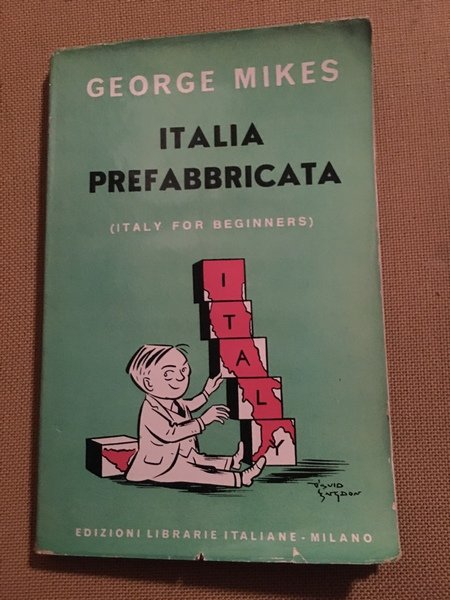 GEORGE MIKES
ITALIA
PREFABBRICATA
(ITALY FOR BEGINNERS)
I
T
A
L
Y
DAVID
LANGDON
EDIZIONI LIBRARIE ITALIANE - MILANO